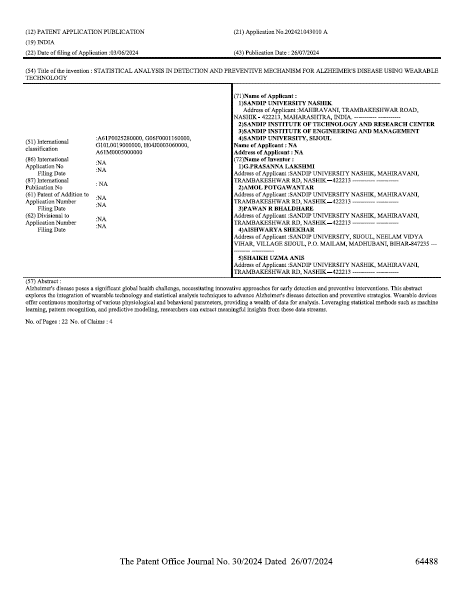 (12) PATENT APPLICATION PUBLICATION
(21) Application No.202421043010 A
(19) INDIA
(22) Date of filing of Application :03/06/2024
(43) Publication Date : 26/07/2024
(54) Title of the invention : STATISTICAL ANALYSIS IN DETECTION AND PREVENTIVE MECHANISM FOR ALZHEIMER'S DISEASE USING WEARABLE
TECHNOLOGY
(51) International
classification
:A61P0025280000, G06F0001160000,
G10L0019000000, H04J0003060000,
A61M0005000000
(86) International
Application No
Filing Date
:NA
:NA
(87) International
Publication No
: NA
(61) Patent of Addition to
Application Number
Filing Date
:NA
:NA
(62) Divisional to
Application Number
Filing Date
:NA
:NA
(71)Name of Applicant :
1)SANDIP UNIVERSITY NASHIK
Address of Applicant :MAHIRAVANI, TRAMBAKESHWAR ROAD,
NASHIK - 422213, MAHARASHTRA, INDIA. ----------- -----------
2)SANDIP INSTITUTE OF TECHNOLOGY AND RESEARCH CENTER
3)SANDIP INSTITUTE OF ENGINEERING AND MANAGEMENT
4)SANDIP UNIVERSITY, SIJOUL
Name of Applicant : NA
Address of Applicant : NA
(72)Name of Inventor :
1)G.PRASANNA LAKSHMI
Address of Applicant :SANDIP UNIVERSITY NASHIK, MAHIRAVANI,
TRAMBAKESHWAR RD, NASHIK—422213 ----------- -----------
2)AMOL POTGAWANTAR
Address of Applicant :SANDIP UNIVERSITY NASHIK, MAHIRAVANI,
TRAMBAKESHWAR RD, NASHIK—422213 ----------- -----------
3)PAWAN R BHALDHARE
Address of Applicant :SANDIP UNIVERSITY NASHIK, MAHIRAVANI,
TRAMBAKESHWAR RD, NASHIK—422213 ----------- -----------
4)AISHWARYA SHEKHAR
Address of Applicant :SANDIP UNIVERSITY, SIJOUL, NEELAM VIDYA
VIHAR, VILLAGE SIJOUL, P.O. MAILAM, MADHUBANI, BIHAR-847235 ---
-------- -----------
5)SHAIKH UZMA ANIS
Address of Applicant :SANDIP UNIVERSITY NASHIK, MAHIRAVANI,
TRAMBAKESHWAR RD, NASHIK—422213 ----------- -----------
(57) Abstract :
Alzheimer's disease poses a significant global health challenge, necessitating innovative approaches for early detection and preventive interventions. This abstract
explores the integration of wearable technology and statistical analysis techniques to advance Alzheimer's disease detection and preventive strategies. Wearable devices
offer continuous monitoring of various physiological and behavioral parameters, providing a wealth of data for analysis. Leveraging statistical methods such as machine
learning, pattern recognition, and predictive modeling, researchers can extract meaningful insights from these data streams.
No. of Pages : 22 No. of Claims : 4
The Patent Office Journal No. 30/2024 Dated 26/07/2024
64488